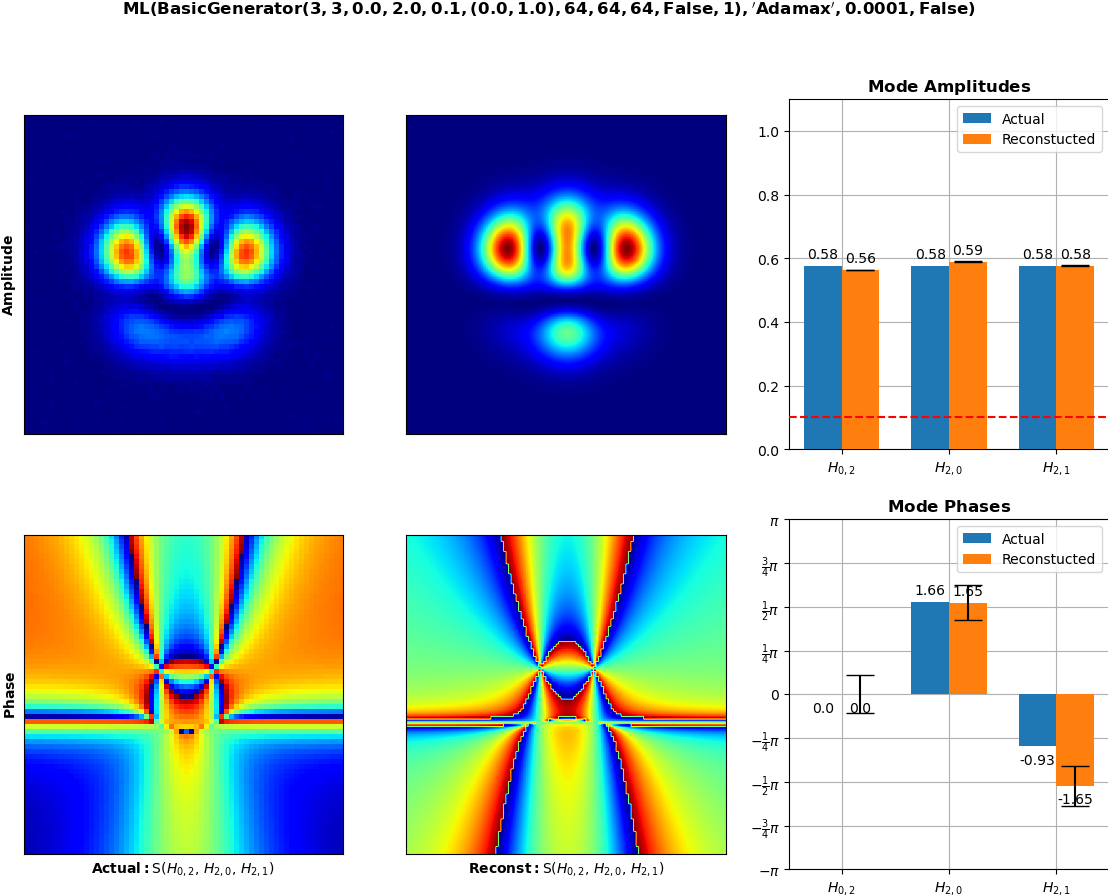 ML(BasicGenerator(3, 3, 0.0, 2.0, 0.1, (0.0, 1.0), 64, 64, 64, False, 1), ′Adamax′, 0.0001, False)
Amplitude
Mode Amplitudes
Actual
Reconstucted
1.0
0.8
0.6
0.4
0.2
0.0
0.58 0.56 0.58 0.59 0.58 0.58
H0, 2 H2, 0 H2, 1
Phase
Actual: S(H0, 2, H2, 0, H2, 1)
Reconst: S(H0, 2, H2, 0, H2, 1)
Mode Phases
Actual
Reconstucted
π
3/4π
1/2π
1/4π
0
−1/4π
−1/2π
−3/4π
−π
0.0 0.0 1.66 1.65 -0.93 -1.65
H0, 2 H2, 0 H2, 1